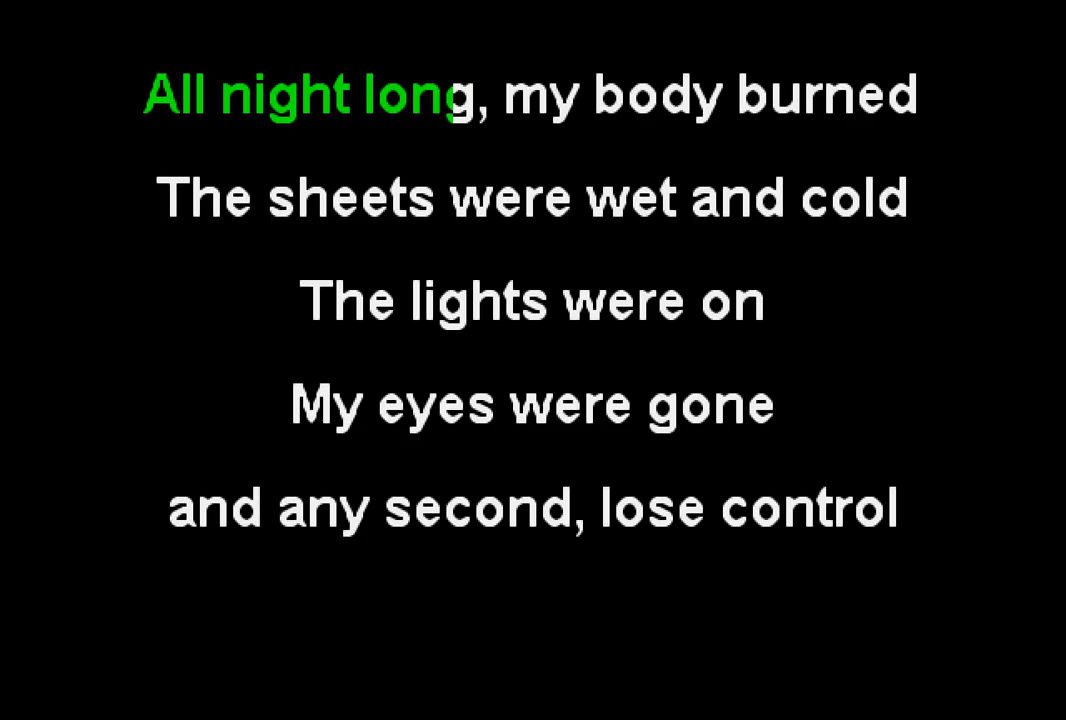 All night long, my body burned
The sheets were wet and cold
The lights were on
My eyes were gone
and any second, lose control